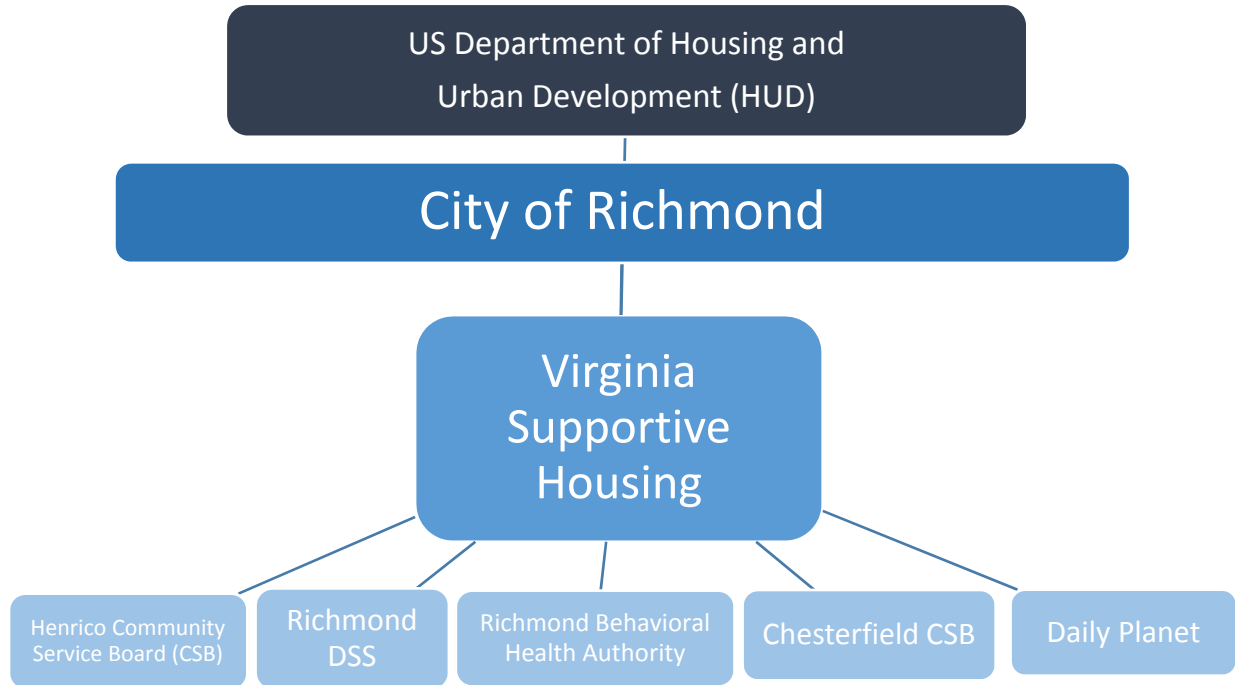 US Department of Housing and
Urban Development (HUD)
City of Richmond
Virginia
Supportive
Housing
Henrico Community
Service Board (CSB)
Richmond
DSS
Richmond Behavioral
Health Authority
Chesterfield CSB
Daily Planet